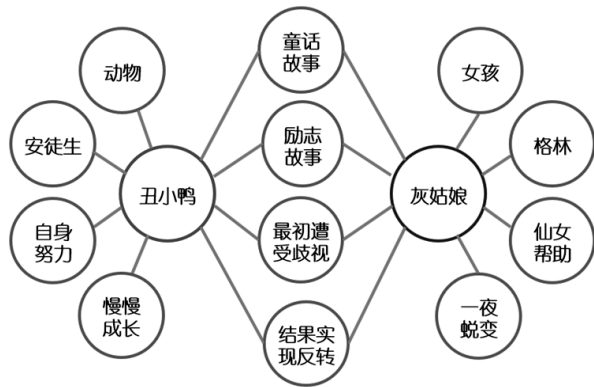 童话
故事
动物
女孩
安徒生
励志
故事
格林
丑小鸭
灰姑娘
自身
努力
最初遭
受歧视
仙女
帮助
慢慢
成长
一夜
蜕变
结果实
现反转